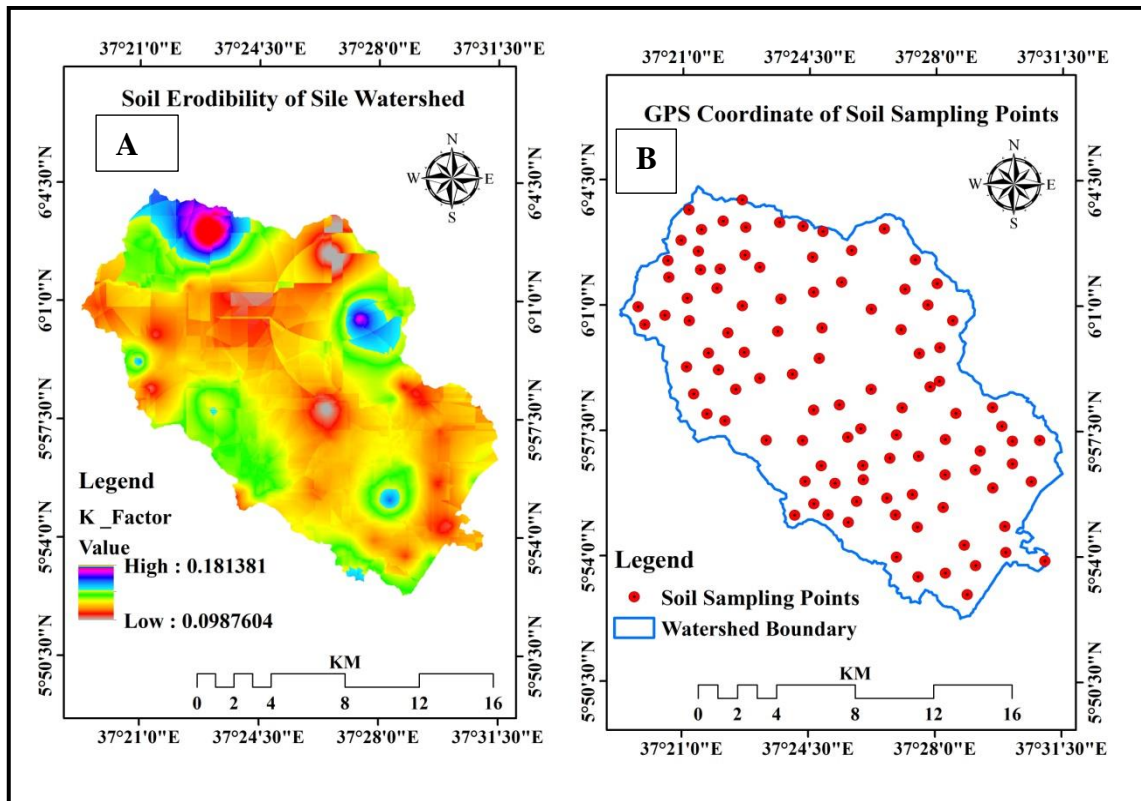 37°21'0"E 37°24'30"E 37°28'0"E 37°31'30"E
Soil Erodibility of Sile Watershed
A
N
W E
S
6°4'30"N
6°4'30"N
6°1'0"N
6°1'0"N
5°57'30"N
5°57'30"N
5°54'0"N
5°54'0"N
5°50'30"N
5°50'30"N
Legend
K _Factor
Value
High : 0.181381
Low : 0.0987604
KM
0 2 4 8 12 16
37°21'0"E 37°24'30"E 37°28'0"E 37°31'30"E
37°21'0"E 37°24'30"E 37°28'0"E 37°31'30"E
GPS Coordinate of Soil Sampling Points
B
N
W E
S
6°4'30"N
6°4'30"N
6°1'0"N
6°1'0"N
5°57'30"N
5°57'30"N
5°54'0"N
5°54'0"N
5°50'30"N
5°50'30"N
Legend
Soil Sampling Points
Watershed Boundary
KM
0 2 4 8 12 16
37°21'0"E 37°24'30"E 37°28'0"E 37°31'30"E